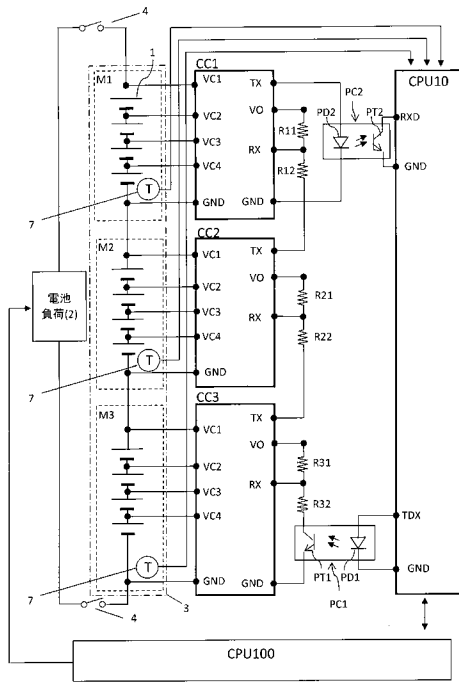 4
M1
1
CC1
CPU10
VC1
TX
VC2
VO
PD2
PC2
PT2
RXD
VC3
R11
VC4
RX
R12
GND
T
7
GND
GND
CC2
TX
M2
VC1
VO
VC2
R21
VC3
RX
電池
負荷(2)
VC4
R22
T
7
GND
CC3
TX
M3
VC1
VO
R31
VC2
RX
VC3
R32
VC4
TDX
T
GND
7
GND
GND
PT1
PD1
PC1
4
3
CPU100